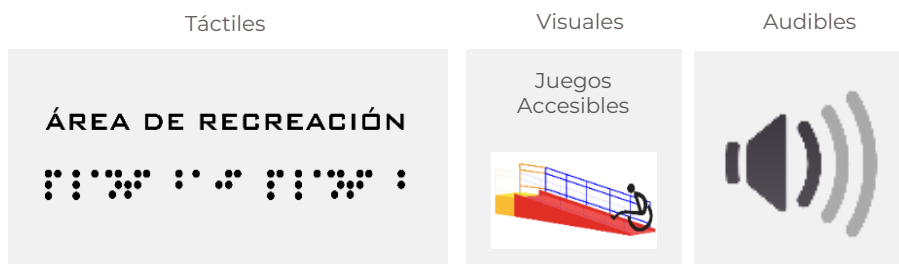 Táctiles
ÁREA DE RECREACIÓN
Visuales
Juegos
Accesibles
Audibles